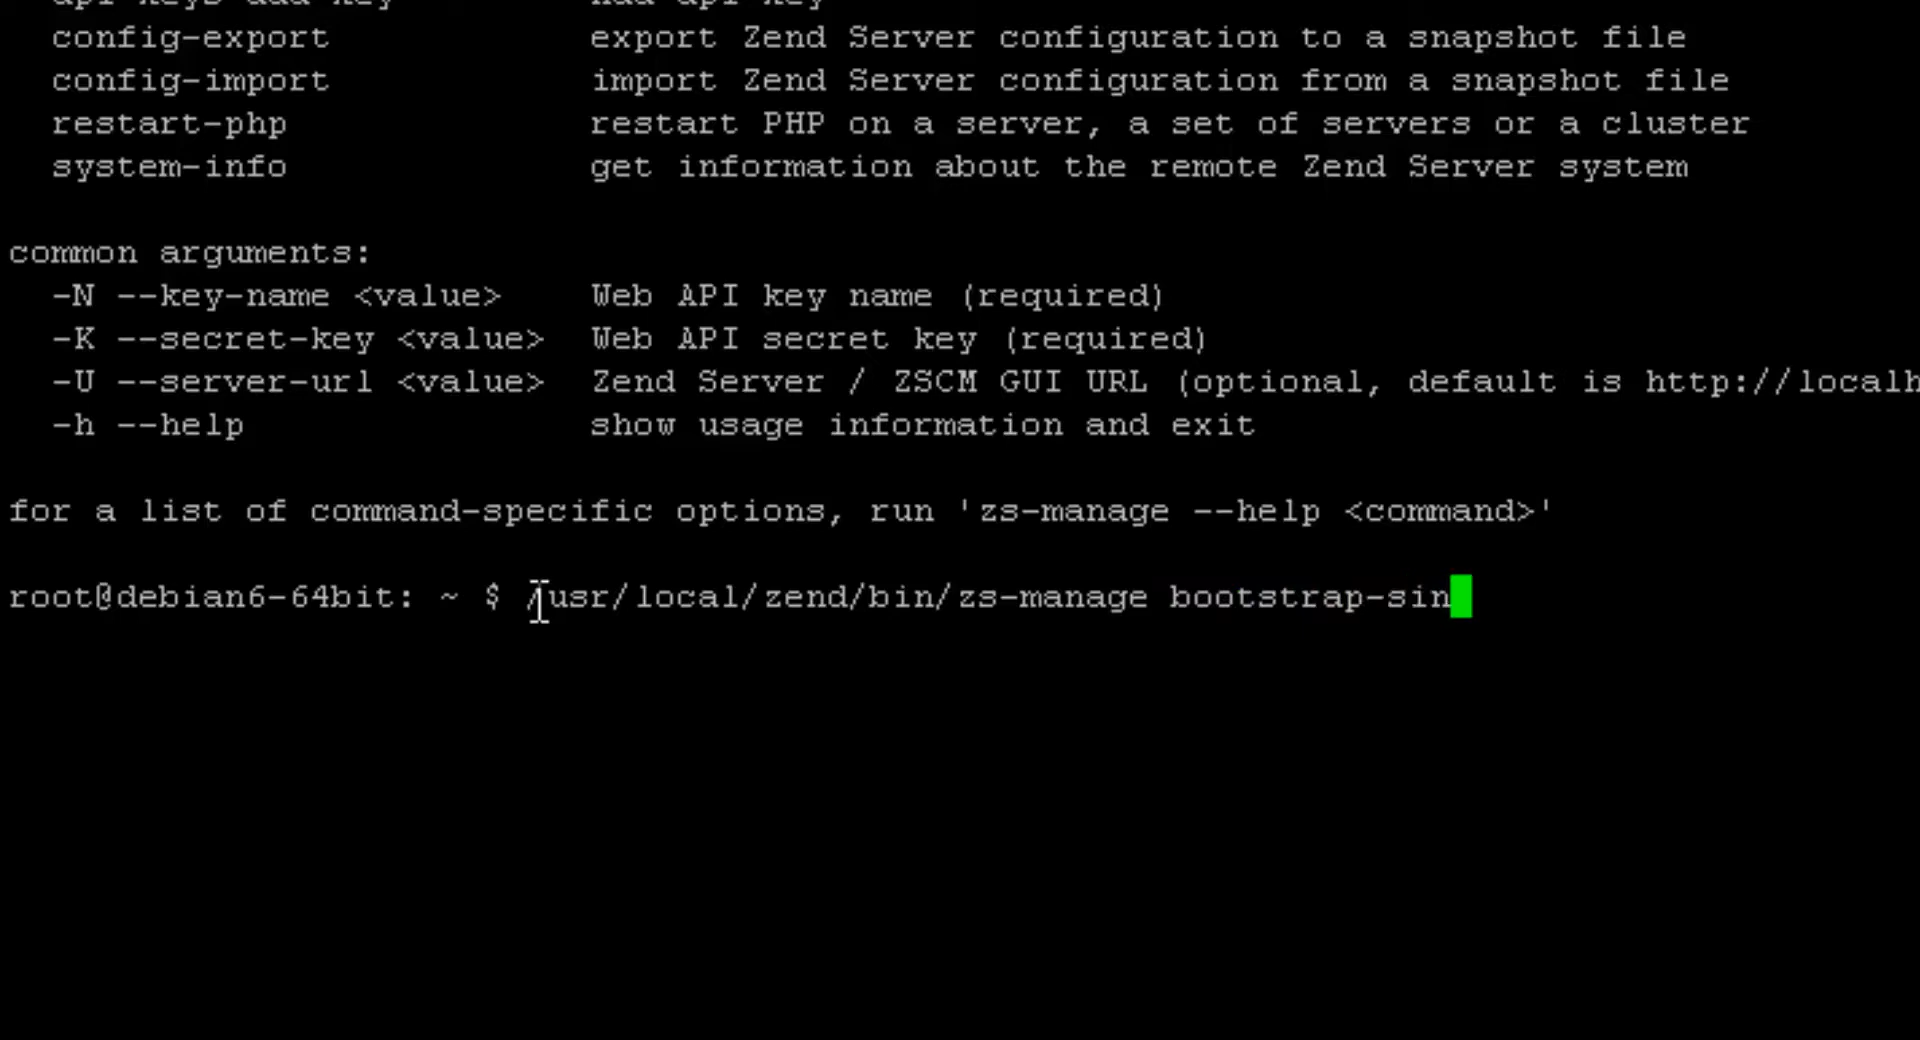 config-export export Zend Server configuration to a snapshot file
config-import import Zend Server configuration from a snapshot file
restart-php restart PHP on a server, a set of servers or a cluster
system-info get information about the remote Zend Server system
common arguments:
-N --key-name <value> Web API key name (required)
-K --secret-key <value> Web API secret key (required)
-U --server-url <value> Zend Server / ZSCM GUI URL (optional, default is http://localh
-h --help show usage information and exit
for a list of command-specific options, run 'zs-manage --help <command>'
root@debian6-64bit: ~ $ /usr/local/zend/bin/zs-manage bootstrap-sin